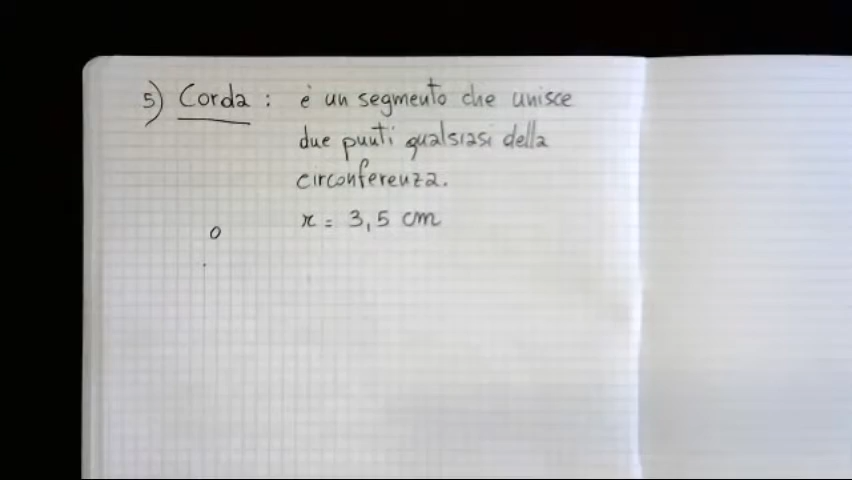 5) Corda : è un segmento che unisce
due punti qualsiasi della
circonferenza.
r = 3,5 cm
O